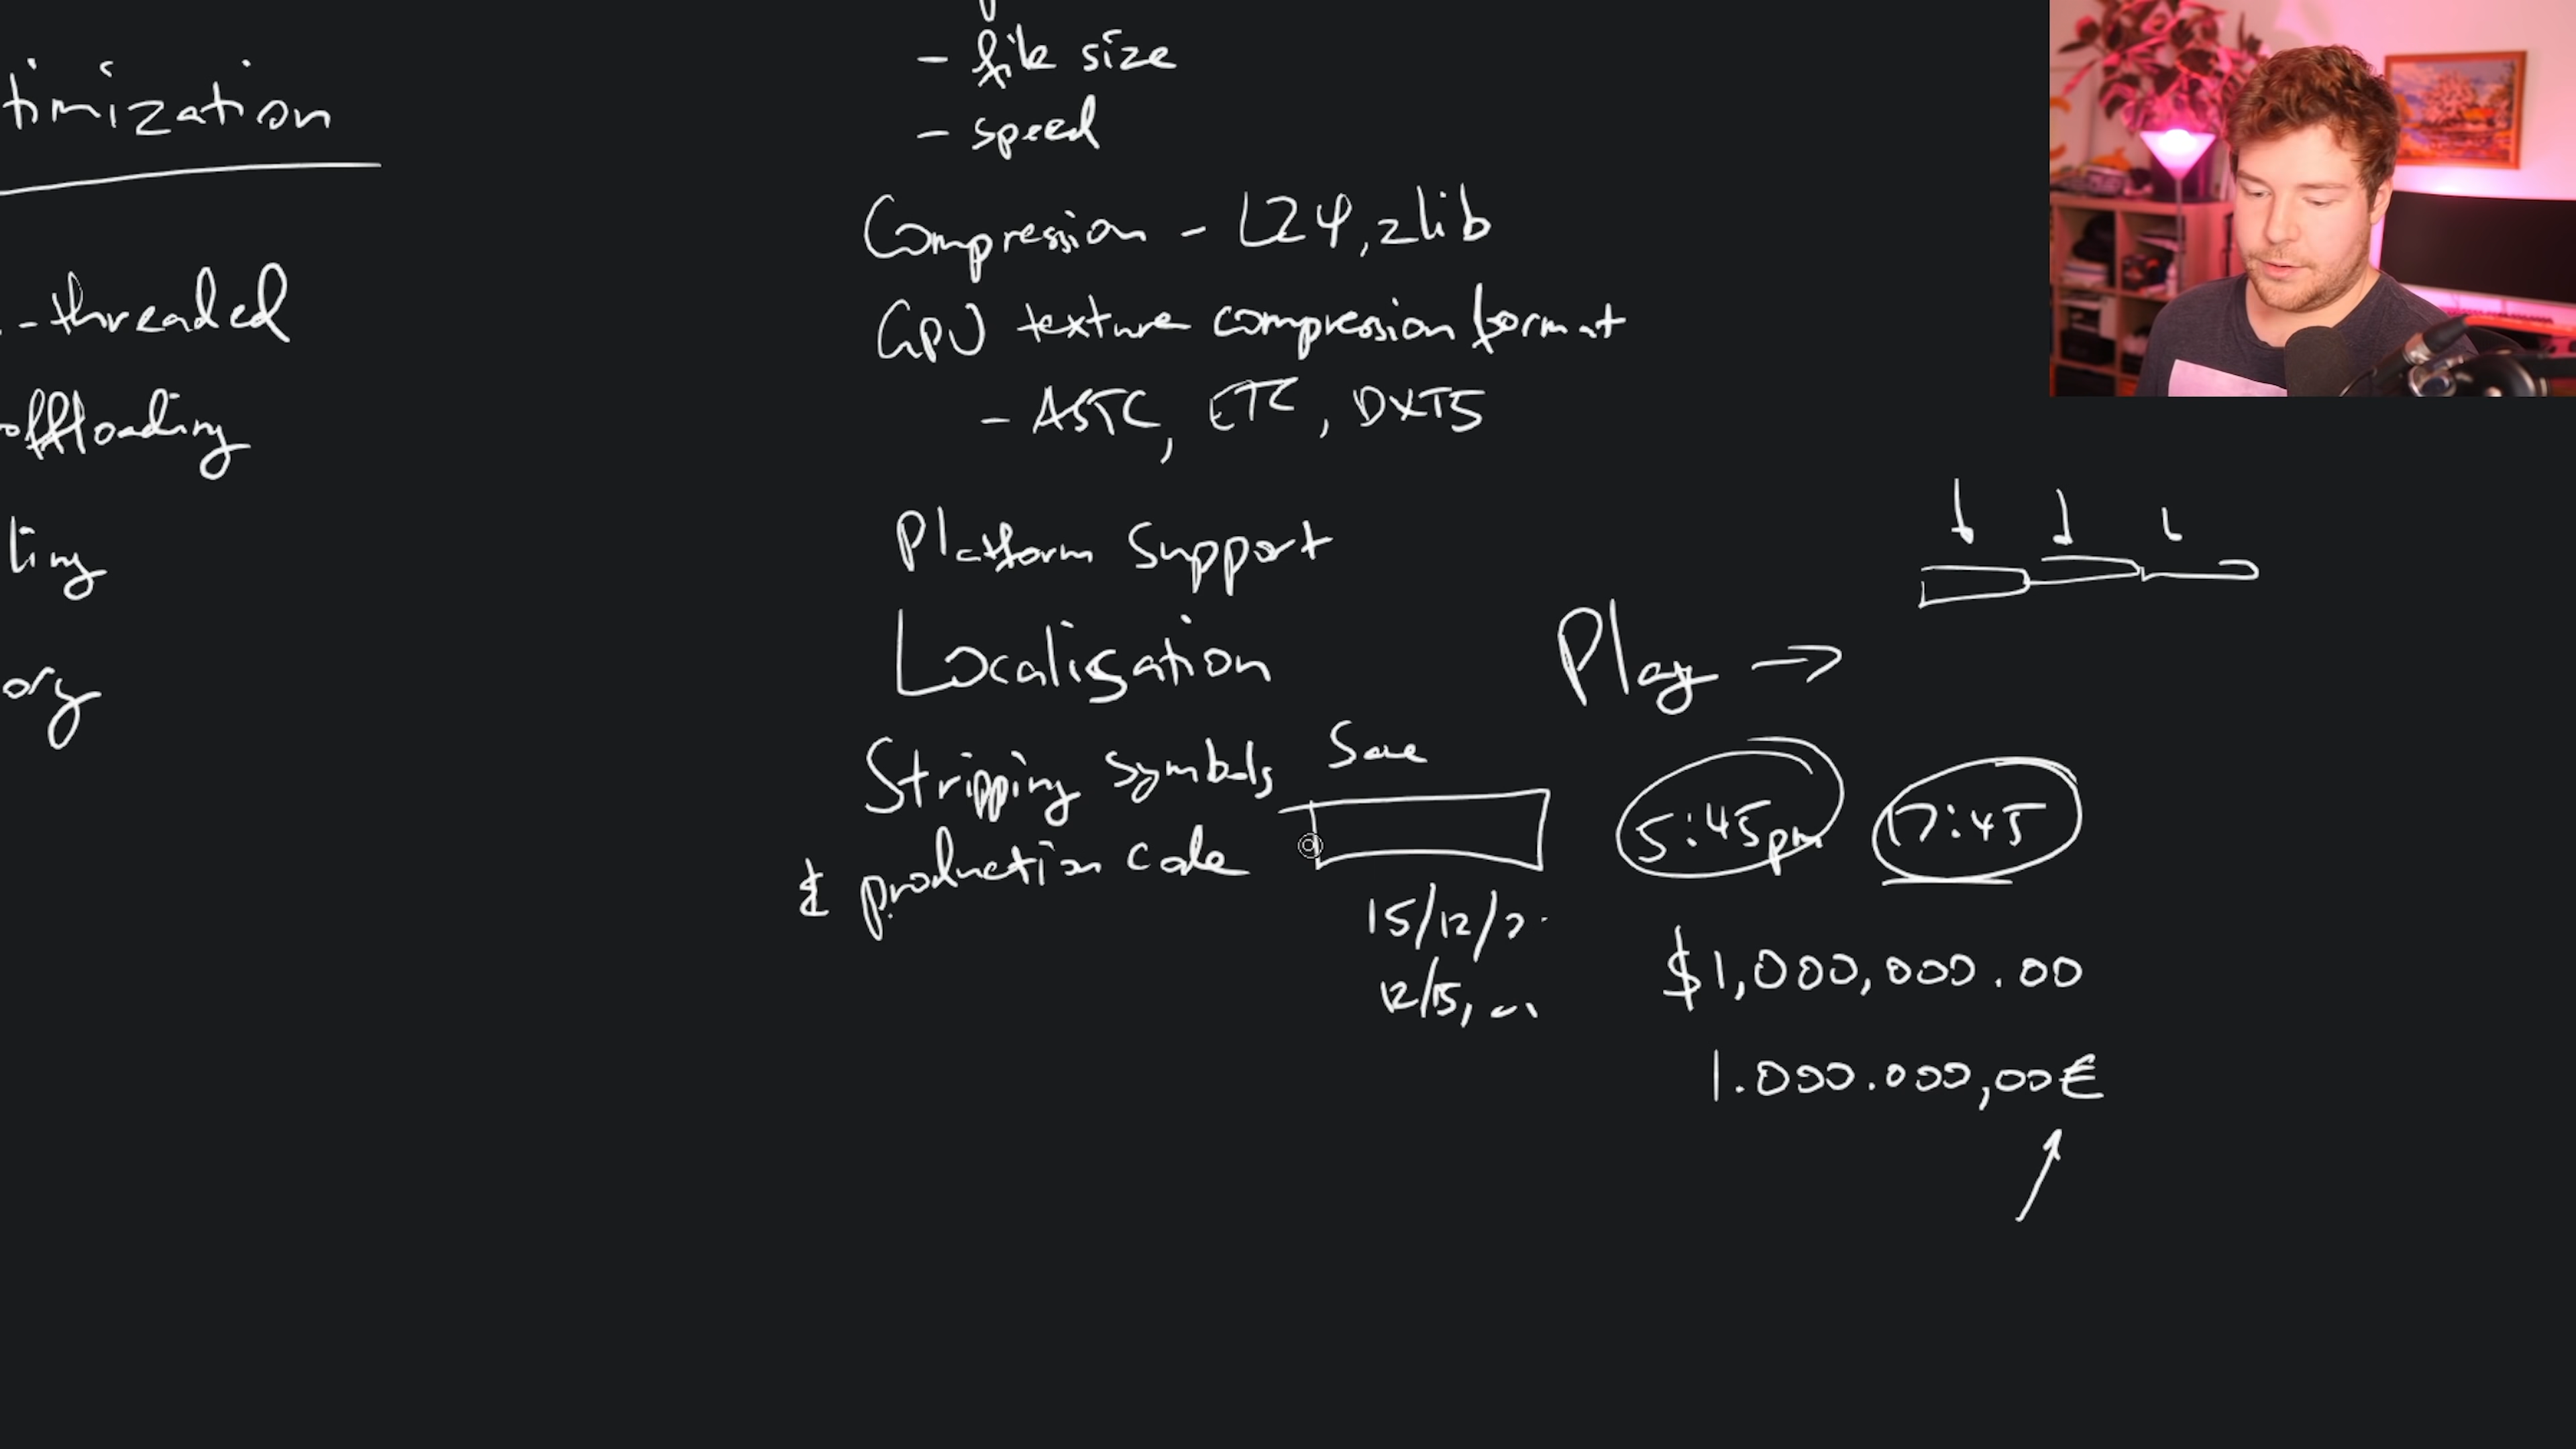 timization
-threaded
offloading
ting
ory
- file size
- speed
Compression - LZ4, zlib
GPU texture compression format
- ASTC, ETC, DXT5
Platform Support
Localisation
Stripping symbols
& production code
Play →
Save
5:45pm
17:45
15/12/
12/15,
$1,000,000.00
1.000.000,00€